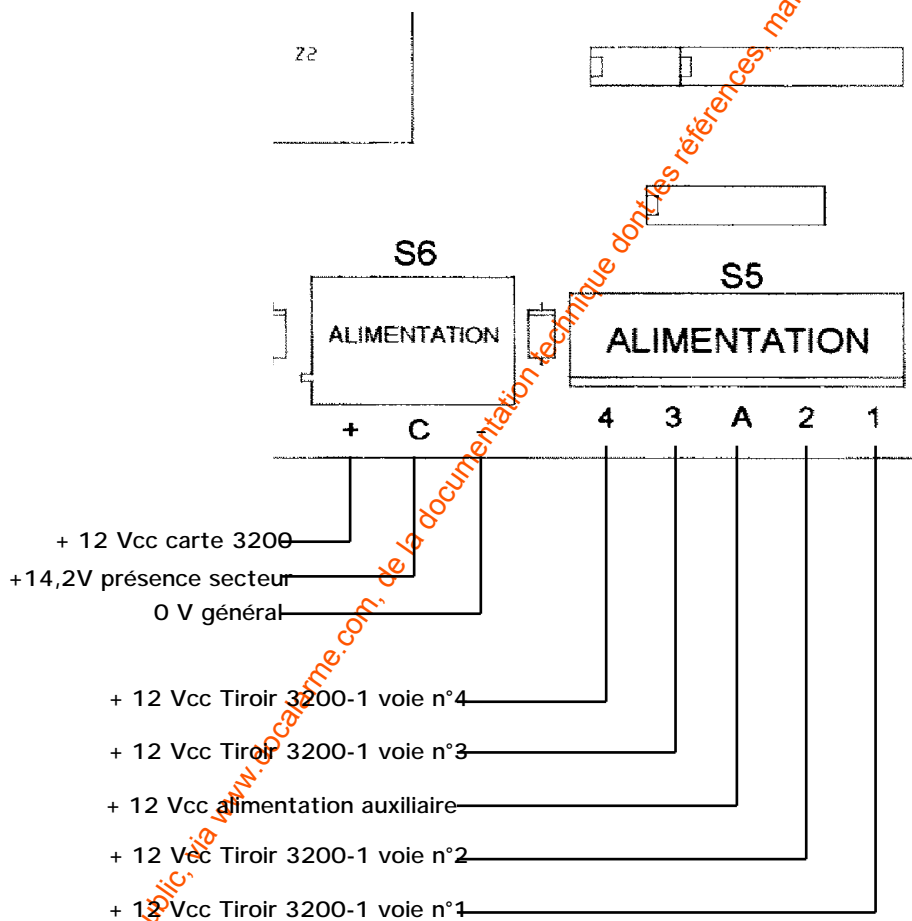 Z2
S6
S5
ALIMENTATION
ALIMENTATION
+ C -
4 3 A 2 1
+ 12 Vcc carte 3200
+14,2V présence secteur
0 V général
+ 12 Vcc Tiroir 3200-1 voie n°4
+ 12 Vcc Tiroir 3200-1 voie n°3
+ 12 Vcc alimentation auxiliaire
+ 12 Vcc Tiroir 3200-1 voie n°2
+ 12 Vcc Tiroir 3200-1 voie n°1
via www.docalarme.com, de la documentation technique dont les références,